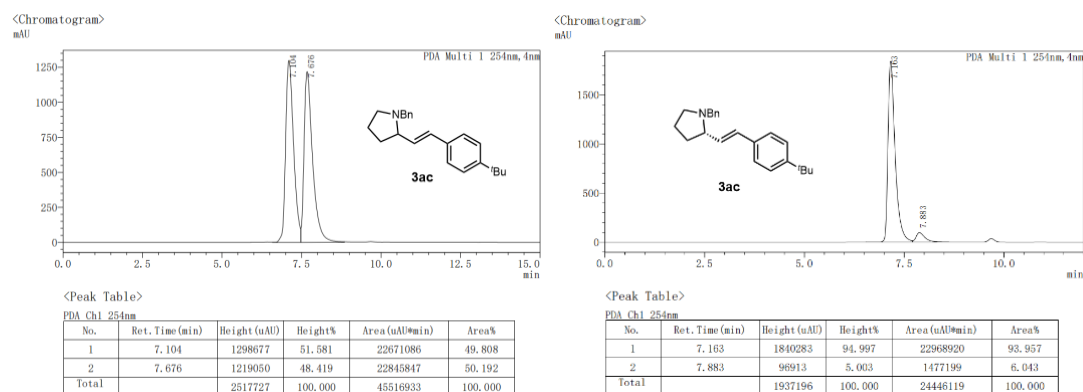 <Chromatogram>
mAU
PDA Multi 1 254nm,4nm
1250
1000
750
500
250
0
7.104
7.676
NBn
tBu
3ac
0.0 2.5 5.0 7.5 10.0 12.5 15.0
min
<Peak Table>
PDA Ch1 254nm
No. Ret.Time(min) Height(uAU) Height% Area(uAU*min) Area%
1 7.104 1298677 51.581 22671086 49.808
2 7.676 1219050 48.419 22845847 50.192
Total 2517727 100.000 45516933 100.000
<Chromatogram>
mAU
PDA Multi 1 254nm,4nm
1500
1000
500
0
7.163
7.883
NBn
tBu
3ac
0.0 2.5 5.0 7.5 10.0
min
<Peak Table>
PDA Ch1 254nm
No. Ret.Time(min) Height(uAU) Height% Area(uAU*min) Area%
1 7.163 1840283 94.997 22968920 93.957
2 7.883 96913 5.003 1477199 6.043
Total 1937196 100.000 24446119 100.000